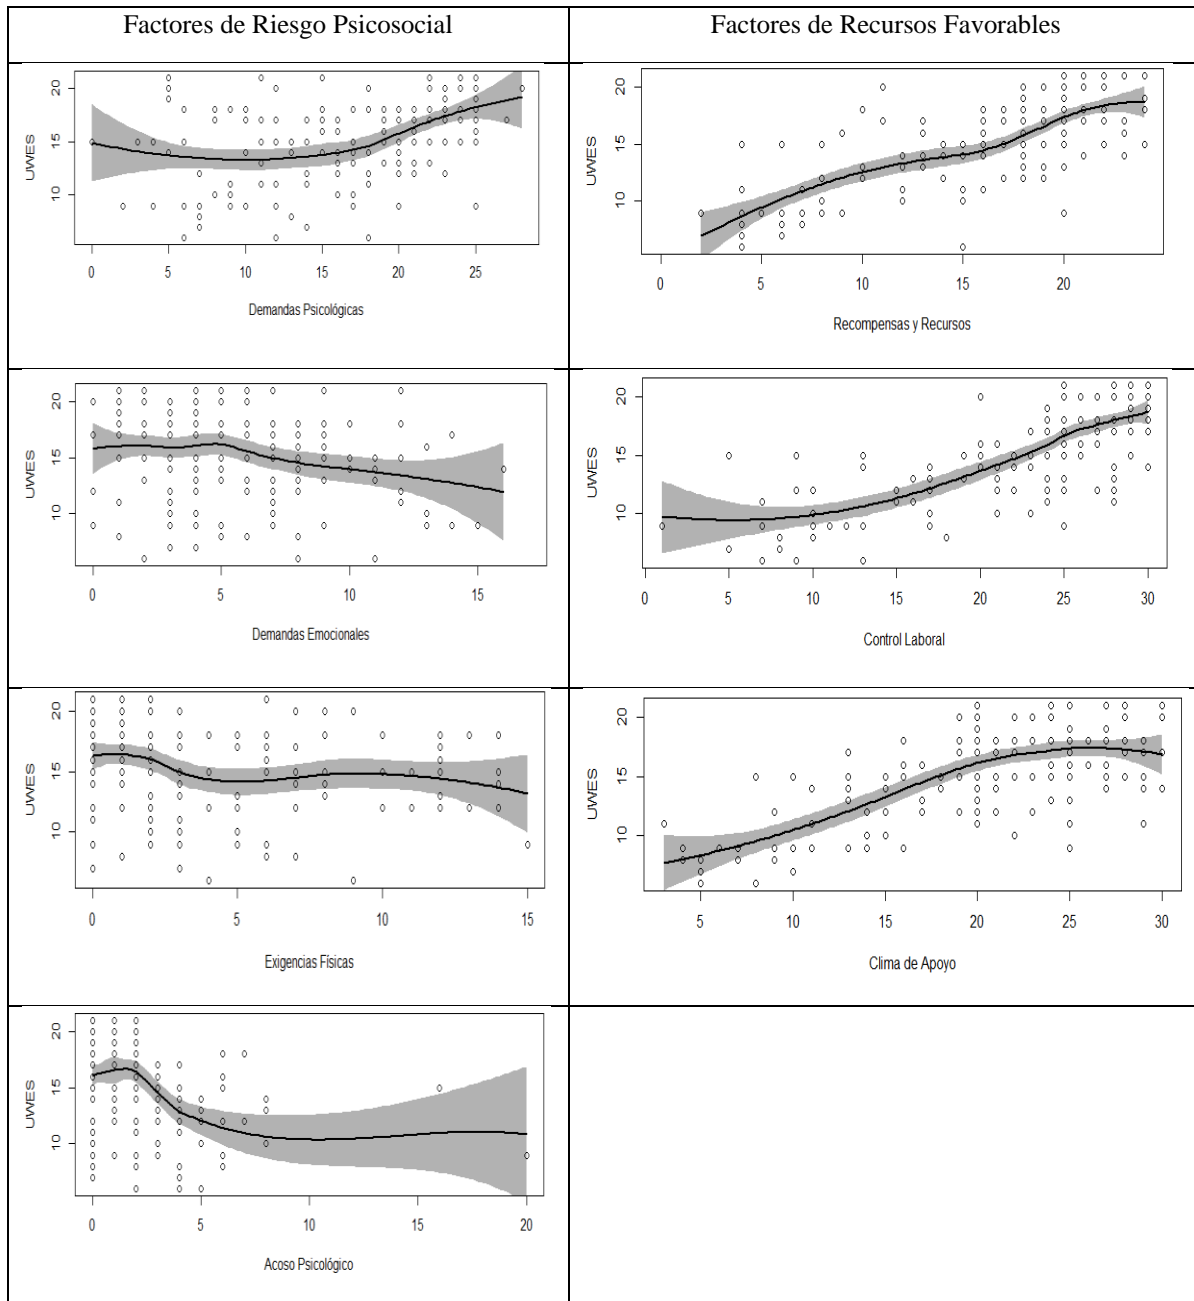 Factores de Riesgo Psicosocial
Factores de Recursos Favorables
20
15
10
UWES
0 5 10 15 20 25
Demandas Psicológicas
20
15
10
UWES
0 5 10 15 20
Recompensas y Recursos
20
15
10
UWES
0 5 10 15
Demandas Emocionales
20
15
10
UWES
0 5 10 15 20 25 30
Control Laboral
20
15
10
UWES
0 5 10 15
Exigencias Físicas
20
15
10
UWES
5 10 15 20 25 30
Clima de Apoyo
20
15
10
UWES
0 5 10 15 20
Acoso Psicológico